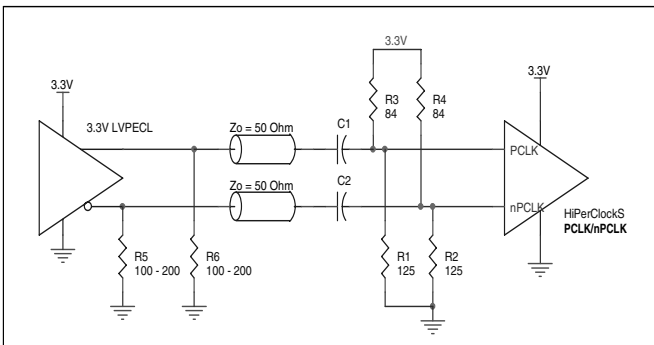 3.3V
3.3V
3.3V
3.3V LVPECL
R3
84
R4
84
Zo = 50 Ohm
C1
PCLK
Zo = 50 Ohm
C2
nPCLK
HiPerClockS
PCLK/nPCLK
R5
100 - 200
R6
100 - 200
R1
125
R2
125